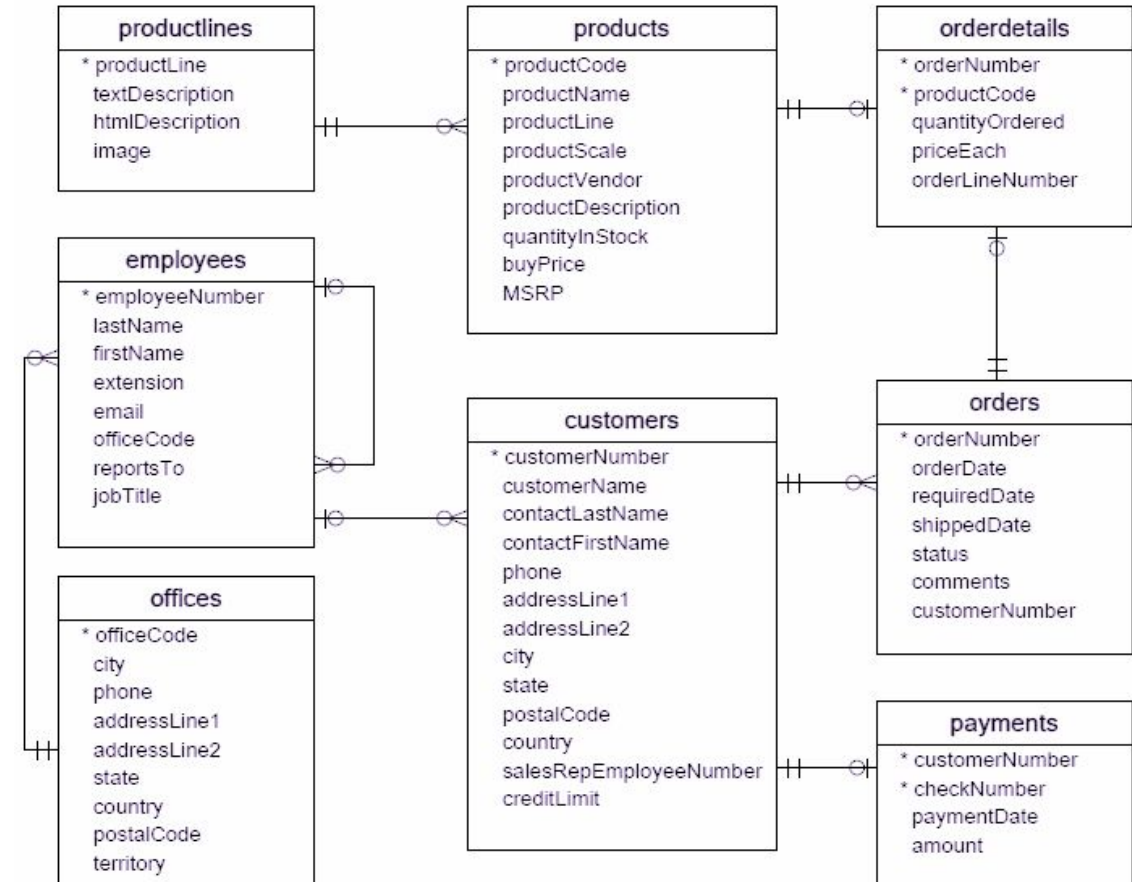 productlines
* productLine
textDescription
htmlDescription
image
products
* productCode
productName
productLine
productScale
productVendor
productDescription
quantityInStock
buyPrice
MSRP
orderdetails
* orderNumber
* productCode
quantityOrdered
priceEach
orderLineNumber
employees
* employeeNumber
lastName
firstName
extension
email
officeCode
reportsTo
jobTitle
customers
* customerNumber
customerName
contactLastName
contactFirstName
phone
addressLine1
addressLine2
city
state
postalCode
country
salesRepEmployeeNumber
creditLimit
orders
* orderNumber
orderDate
requiredDate
shippedDate
status
comments
customerNumber
offices
* officeCode
city
phone
addressLine1
addressLine2
state
country
postalCode
territory
payments
* customerNumber
* checkNumber
paymentDate
amount